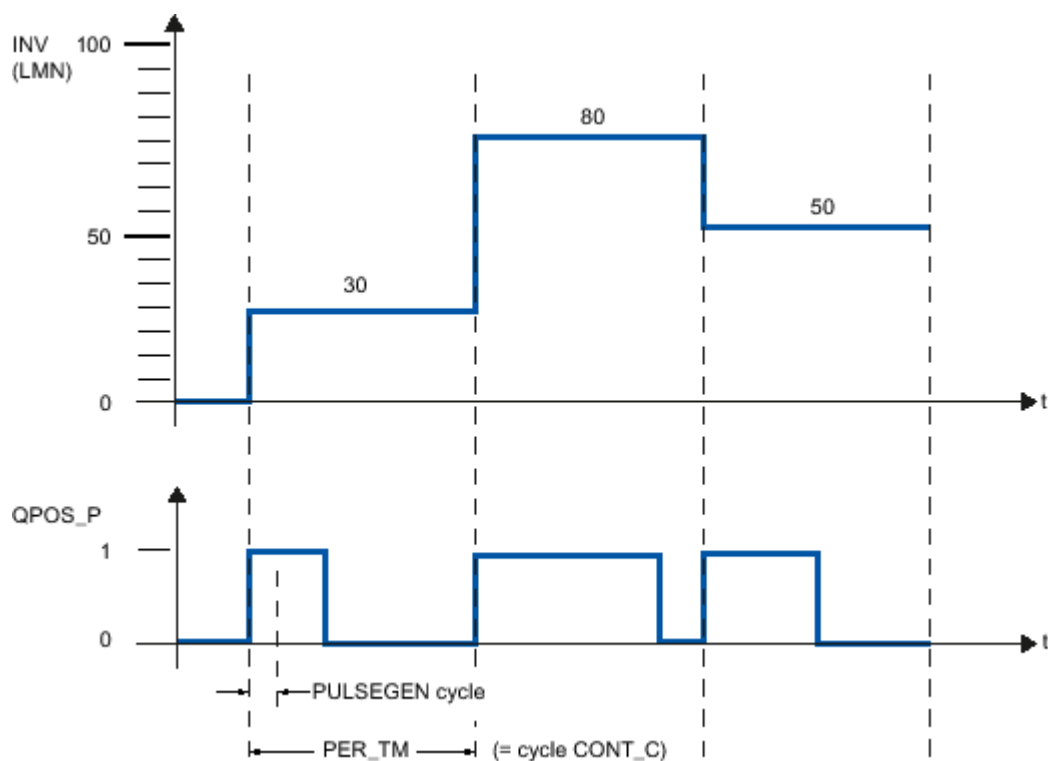 INV 100
(LMN)
80
50
50
30
0
t
QPOS_P
1
0
t
PULSEGEN cycle
PER_TM (= cycle CONT_C)